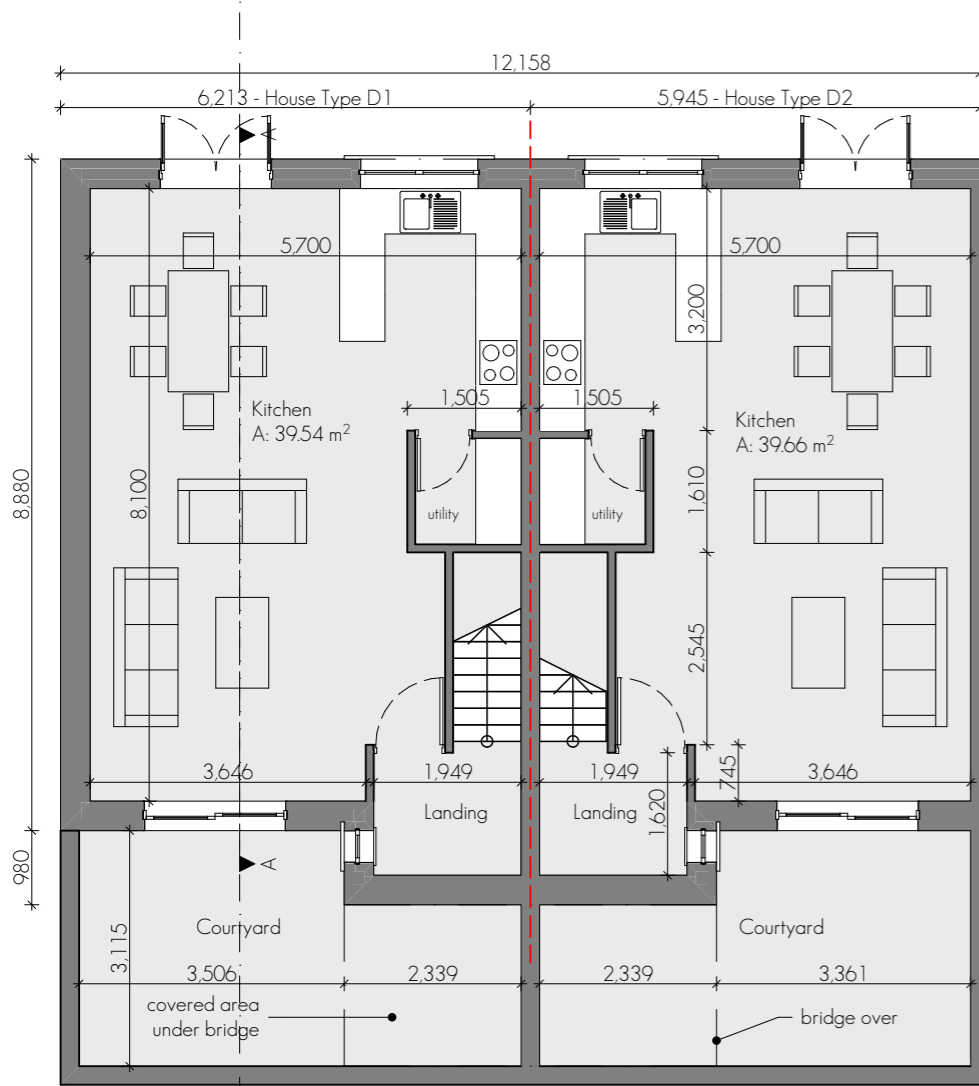 12,158
6,213 - House Type D1
5,945 - House Type D2
A
5,700
5,700
3,200
1,505
1,505
Kitchen
A: 39.54 m²
Kitchen
A: 39.66 m²
8,880
8,100
1,610
utility
utility
2,545
3,646
1,949
1,949
745
3,646
Landing
Landing
1,620
980
A
Courtyard
Courtyard
3,115
3,506
2,339
2,339
3,361
covered area
under bridge
bridge over